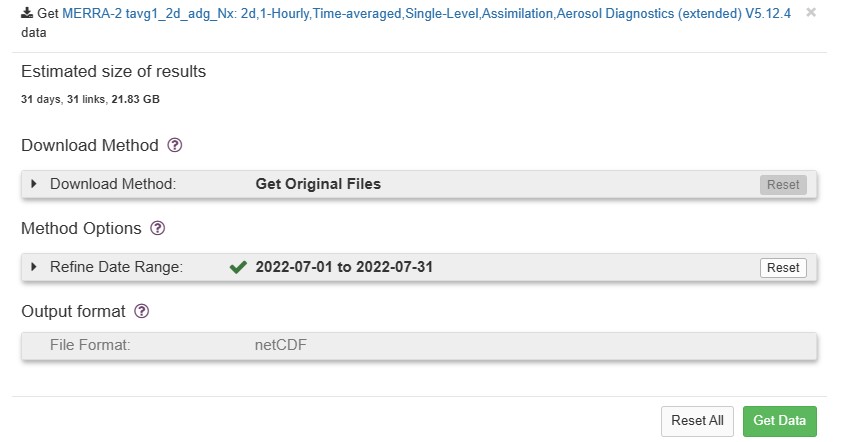 Get MERRA-2 tavg1_2d_adg_Nx: 2d,1-Hourly,Time-averaged,Single-Level,Assimilation,Aerosol Diagnostics (extended) V5.12.4
data
Estimated size of results
31 days, 31 links, 21.83 GB
Download Method
Download Method: Get Original Files Reset
Method Options
Refine Date Range: 2022-07-01 to 2022-07-31 Reset
Output format
File Format: netCDF
Reset All Get Data